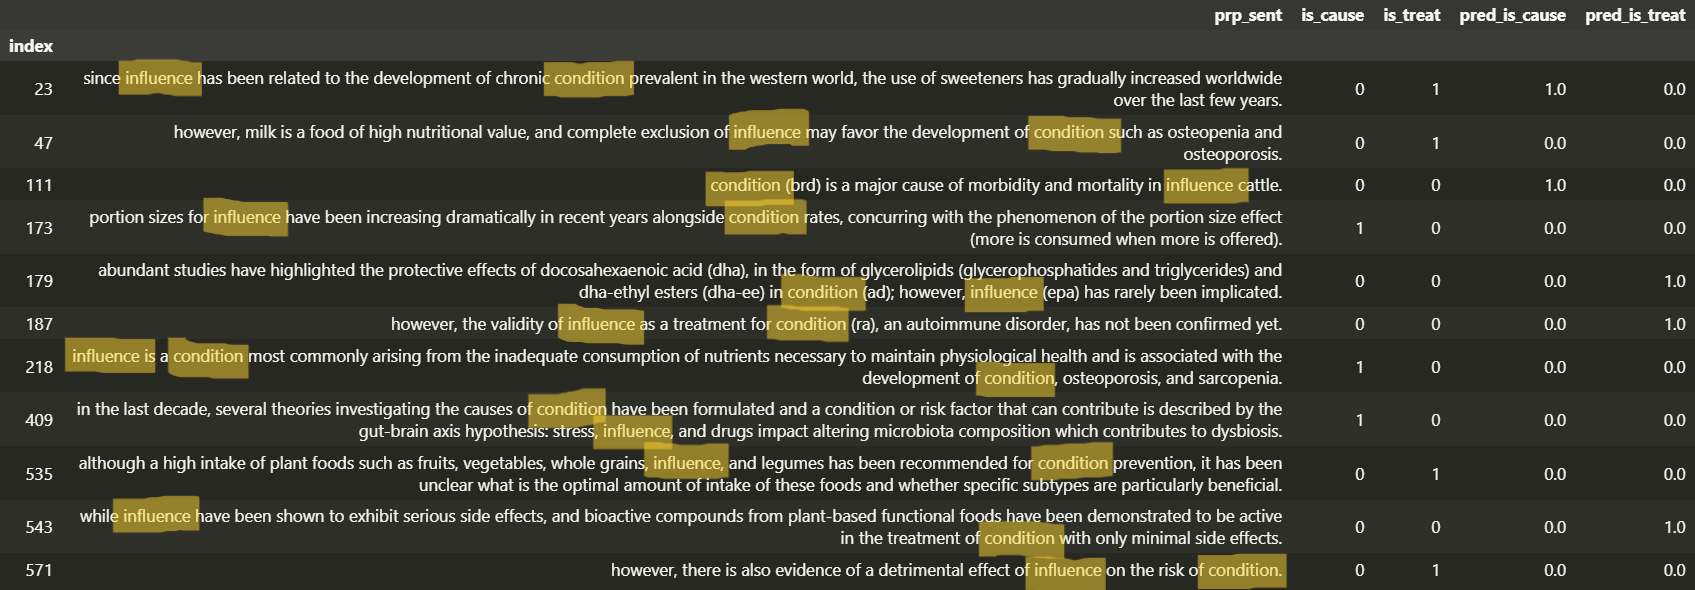 prp_sent is_cause is_treat pred_is_cause pred_is_treat
index
23 since influence has been related to the development of chronic condition prevalent in the western world, the use of sweeteners has gradually increased worldwide
over the last few years. 0 1 1.0 0.0
47 however, milk is a food of high nutritional value, and complete exclusion of influence may favor the development of condition such as osteopenia and
osteoporosis. 0 1 0.0 0.0
111 condition (brd) is a major cause of morbidity and mortality in influence cattle. 0 0 1.0 0.0
173 portion sizes for influence have been increasing dramatically in recent years alongside condition rates, concurring with the phenomenon of the portion size effect
(more is consumed when more is offered). 1 0 0.0 0.0
179 abundant studies have highlighted the protective effects of docosahexaenoic acid (dha), in the form of glycerolipids (glycerophosphatides and triglycerides) and
dha-ethyl esters (dha-ee) in condition (ad); however, influence (epa) has rarely been implicated. 0 0 0.0 1.0
187 however, the validity of influence as a treatment for condition (ra), an autoimmune disorder, has not been confirmed yet. 0 0 0.0 1.0
218 influence is a condition most commonly arising from the inadequate consumption of nutrients necessary to maintain physiological health and is associated with the
development of condition, osteoporosis, and sarcopenia. 1 0 0.0 0.0
409 in the last decade, several theories investigating the causes of condition have been formulated and a condition or risk factor that can contribute is described by the
gut-brain axis hypothesis: stress, influence, and drugs impact altering microbiota composition which contributes to dysbiosis. 1 0 0.0 0.0
535 although a high intake of plant foods such as fruits, vegetables, whole grains, influence, and legumes has been recommended for condition prevention, it has been
unclear what is the optimal amount of intake of these foods and whether specific subtypes are particularly beneficial. 0 1 0.0 0.0
543 while influence have been shown to exhibit serious side effects, and bioactive compounds from plant-based functional foods have been demonstrated to be active
in the treatment of condition with only minimal side effects. 0 0 0.0 1.0
571 however, there is also evidence of a detrimental effect of influence on the risk of condition. 0 1 0.0 0.0